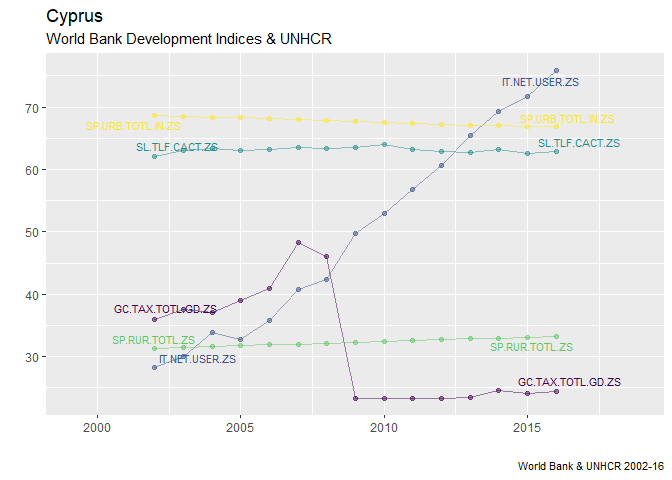 Cyprus
World Bank Development Indices & UNHCR
IT.NET.USER.ZS
70
SP.URB.TOTL.IN.ZS
SP.URB.TOTL.IN.ZS
SL.TLF.CACT.ZS
SL.TLF.CACT.ZS
60
50
40
GC.TAX.TOTL.GD.ZS
SP.RUR.TOTL.ZS
SP.RUR.TOTL.ZS
30
IT.NET.USER.ZS
GC.TAX.TOTL.GD.ZS
2000
2005
2010
2015
World Bank & UNHCR 2002-16